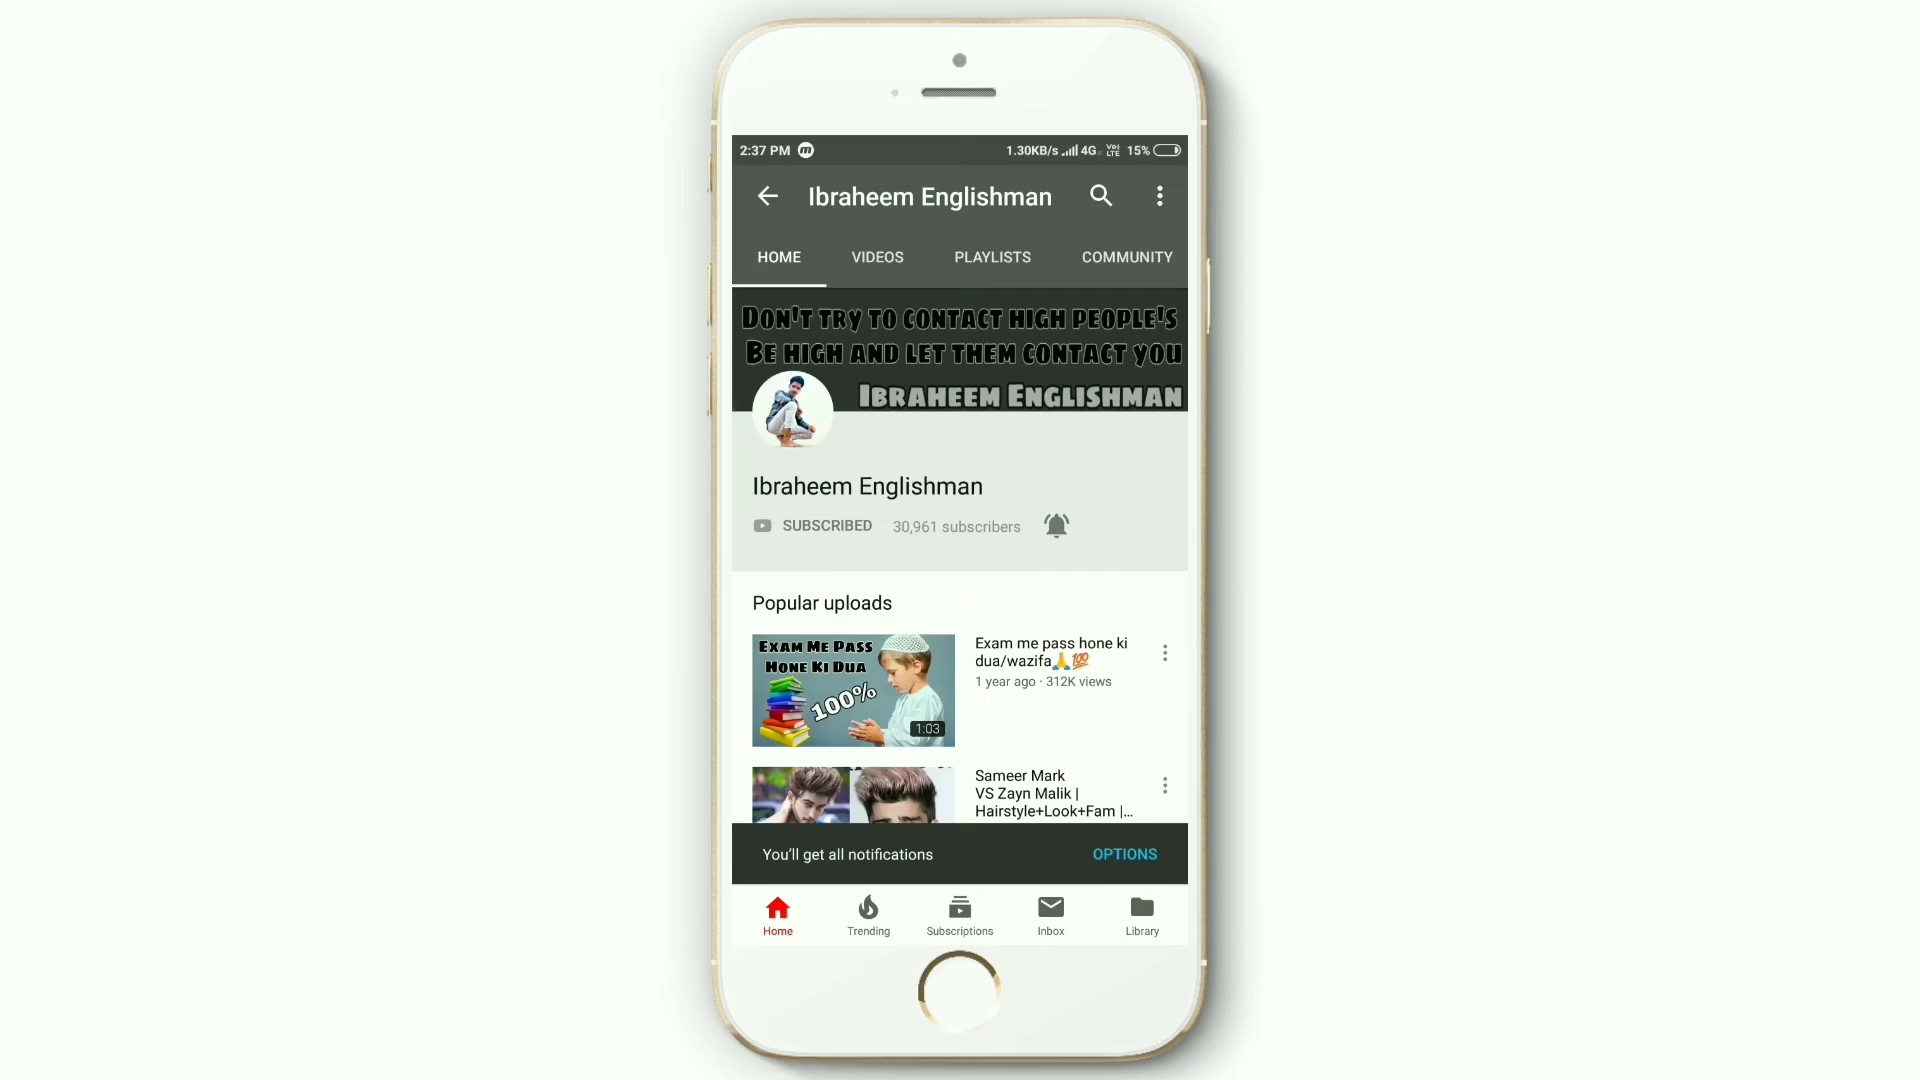 2:37 PM
1.30KB/s 4G VoLTE 15%
Ibraheem Englishman
HOME VIDEOS PLAYLISTS COMMUNITY
DON'T TRY TO CONTACT HIGH PEOPLE'S
BE HIGH AND LET THEM CONTACT YOU
IBRAHEEM ENGLISHMAN
Ibraheem Englishman
SUBSCRIBED 30,961 subscribers
Popular uploads
EXAM ME PASS
HONE KI DUA
100%
1:03
Exam me pass hone ki
dua/wazifa🙏💯
1 year ago · 312K views
Sameer Mark
VS Zayn Malik |
Hairstyle+Look+Fam |...
You'll get all notifications OPTIONS
Home Trending Subscriptions Inbox Library